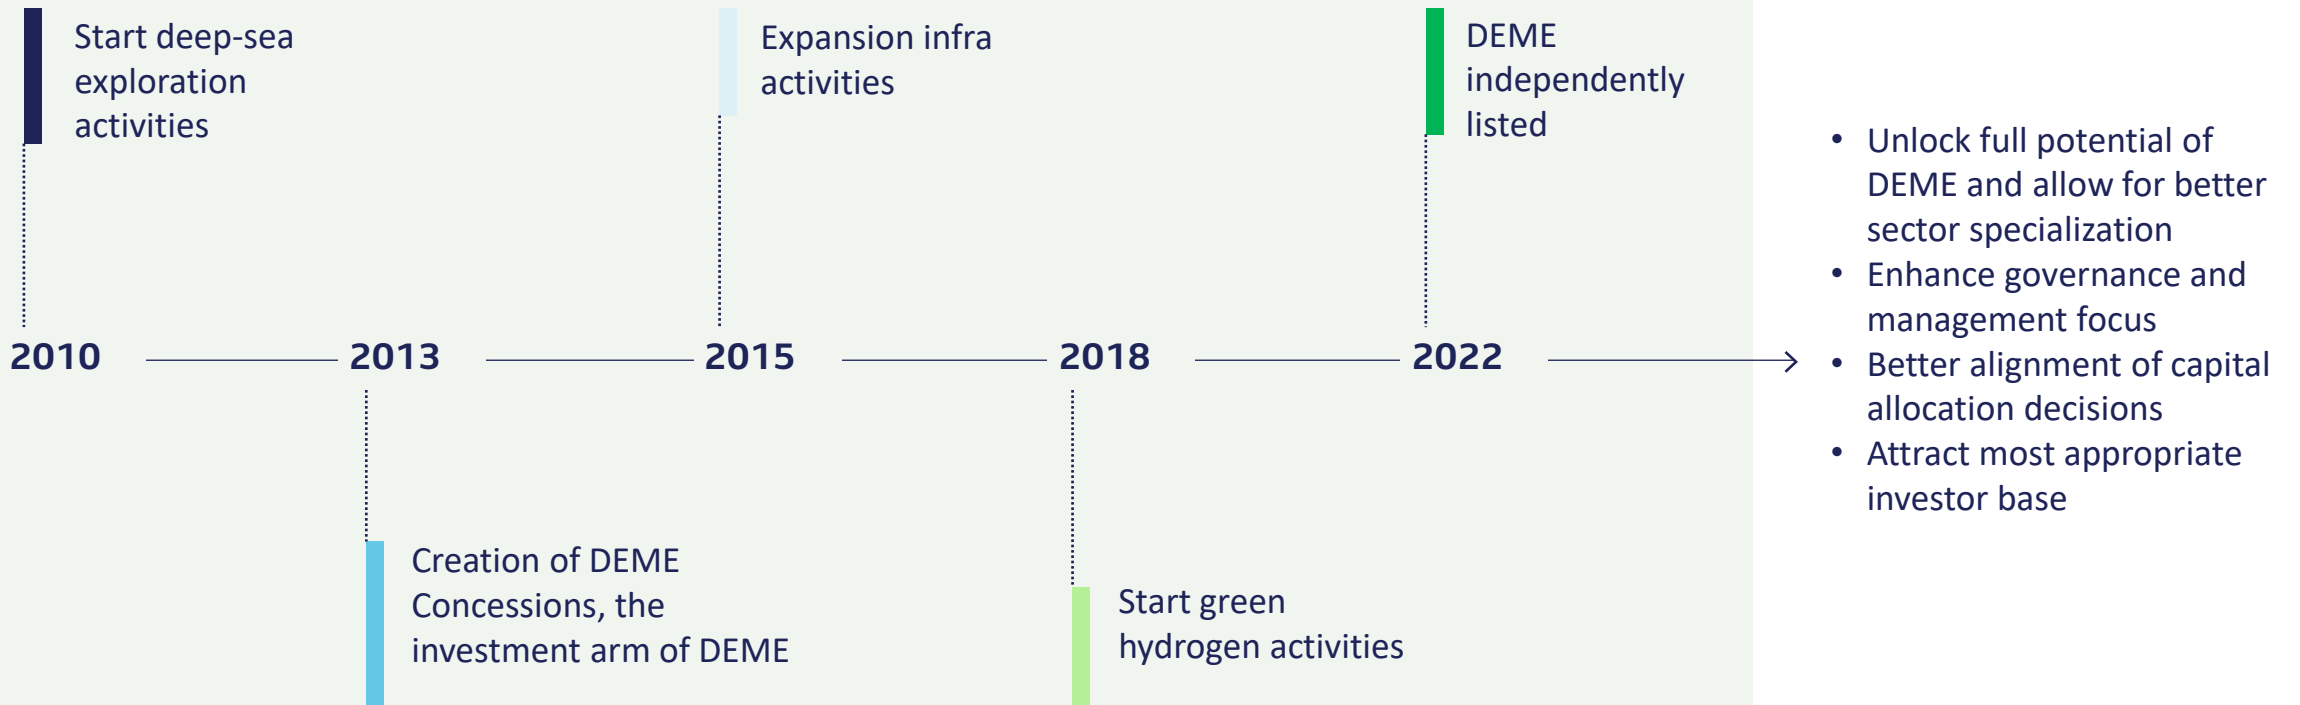 Start deep-sea
exploration
activities
Expansion infra
activities
DEME
independently
listed
2010
2013
2015
2018
2022
Creation of DEME
Concessions, the
investment arm of DEME
Start green
hydrogen activities
• Unlock full potential of
DEME and allow for better
sector specialization
• Enhance governance and
management focus
• Better alignment of capital
allocation decisions
• Attract most appropriate
investor base